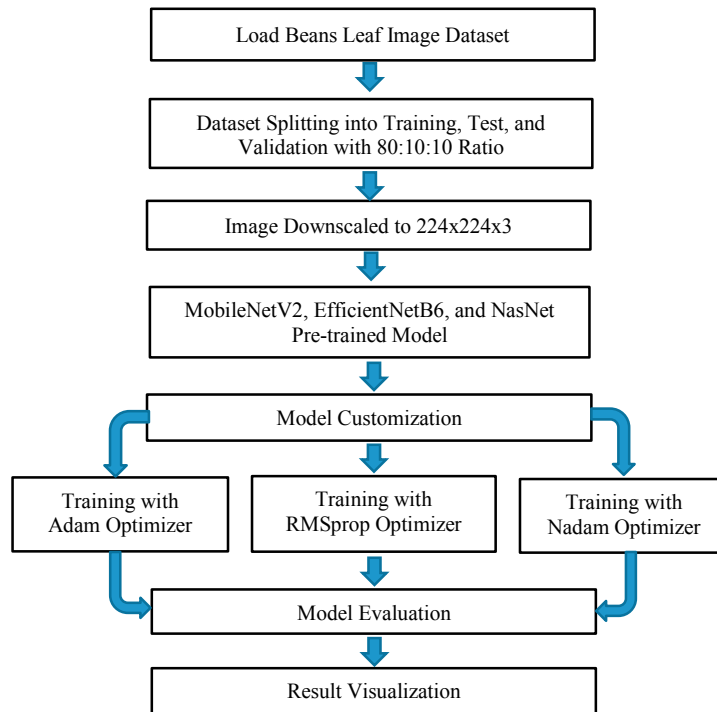 Load Beans Leaf Image Dataset
Dataset Splitting into Training, Test, and
Validation with 80:10:10 Ratio
Image Downscaled to 224x224x3
MobileNetV2, EfficientNetB6, and NasNet
Pre-trained Model
Model Customization
Training with
Adam Optimizer
Training with
RMSprop Optimizer
Training with
Nadam Optimizer
Model Evaluation
Result Visualization